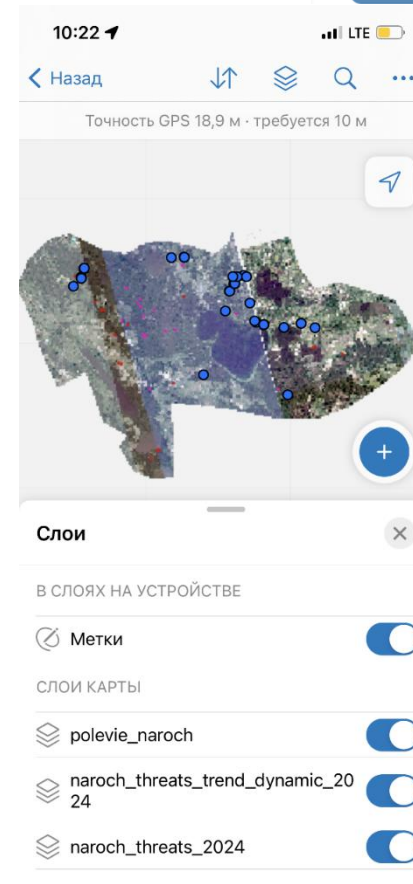 10:22
LTE
Назад
Точность GPS 18,9 м · требуется 10 м
Слои
В СЛОЯХ НА УСТРОЙСТВЕ
Метки
СЛОИ КАРТЫ
polevie_naroch
naroch_threats_trend_dynamic_20
24
naroch_threats_2024